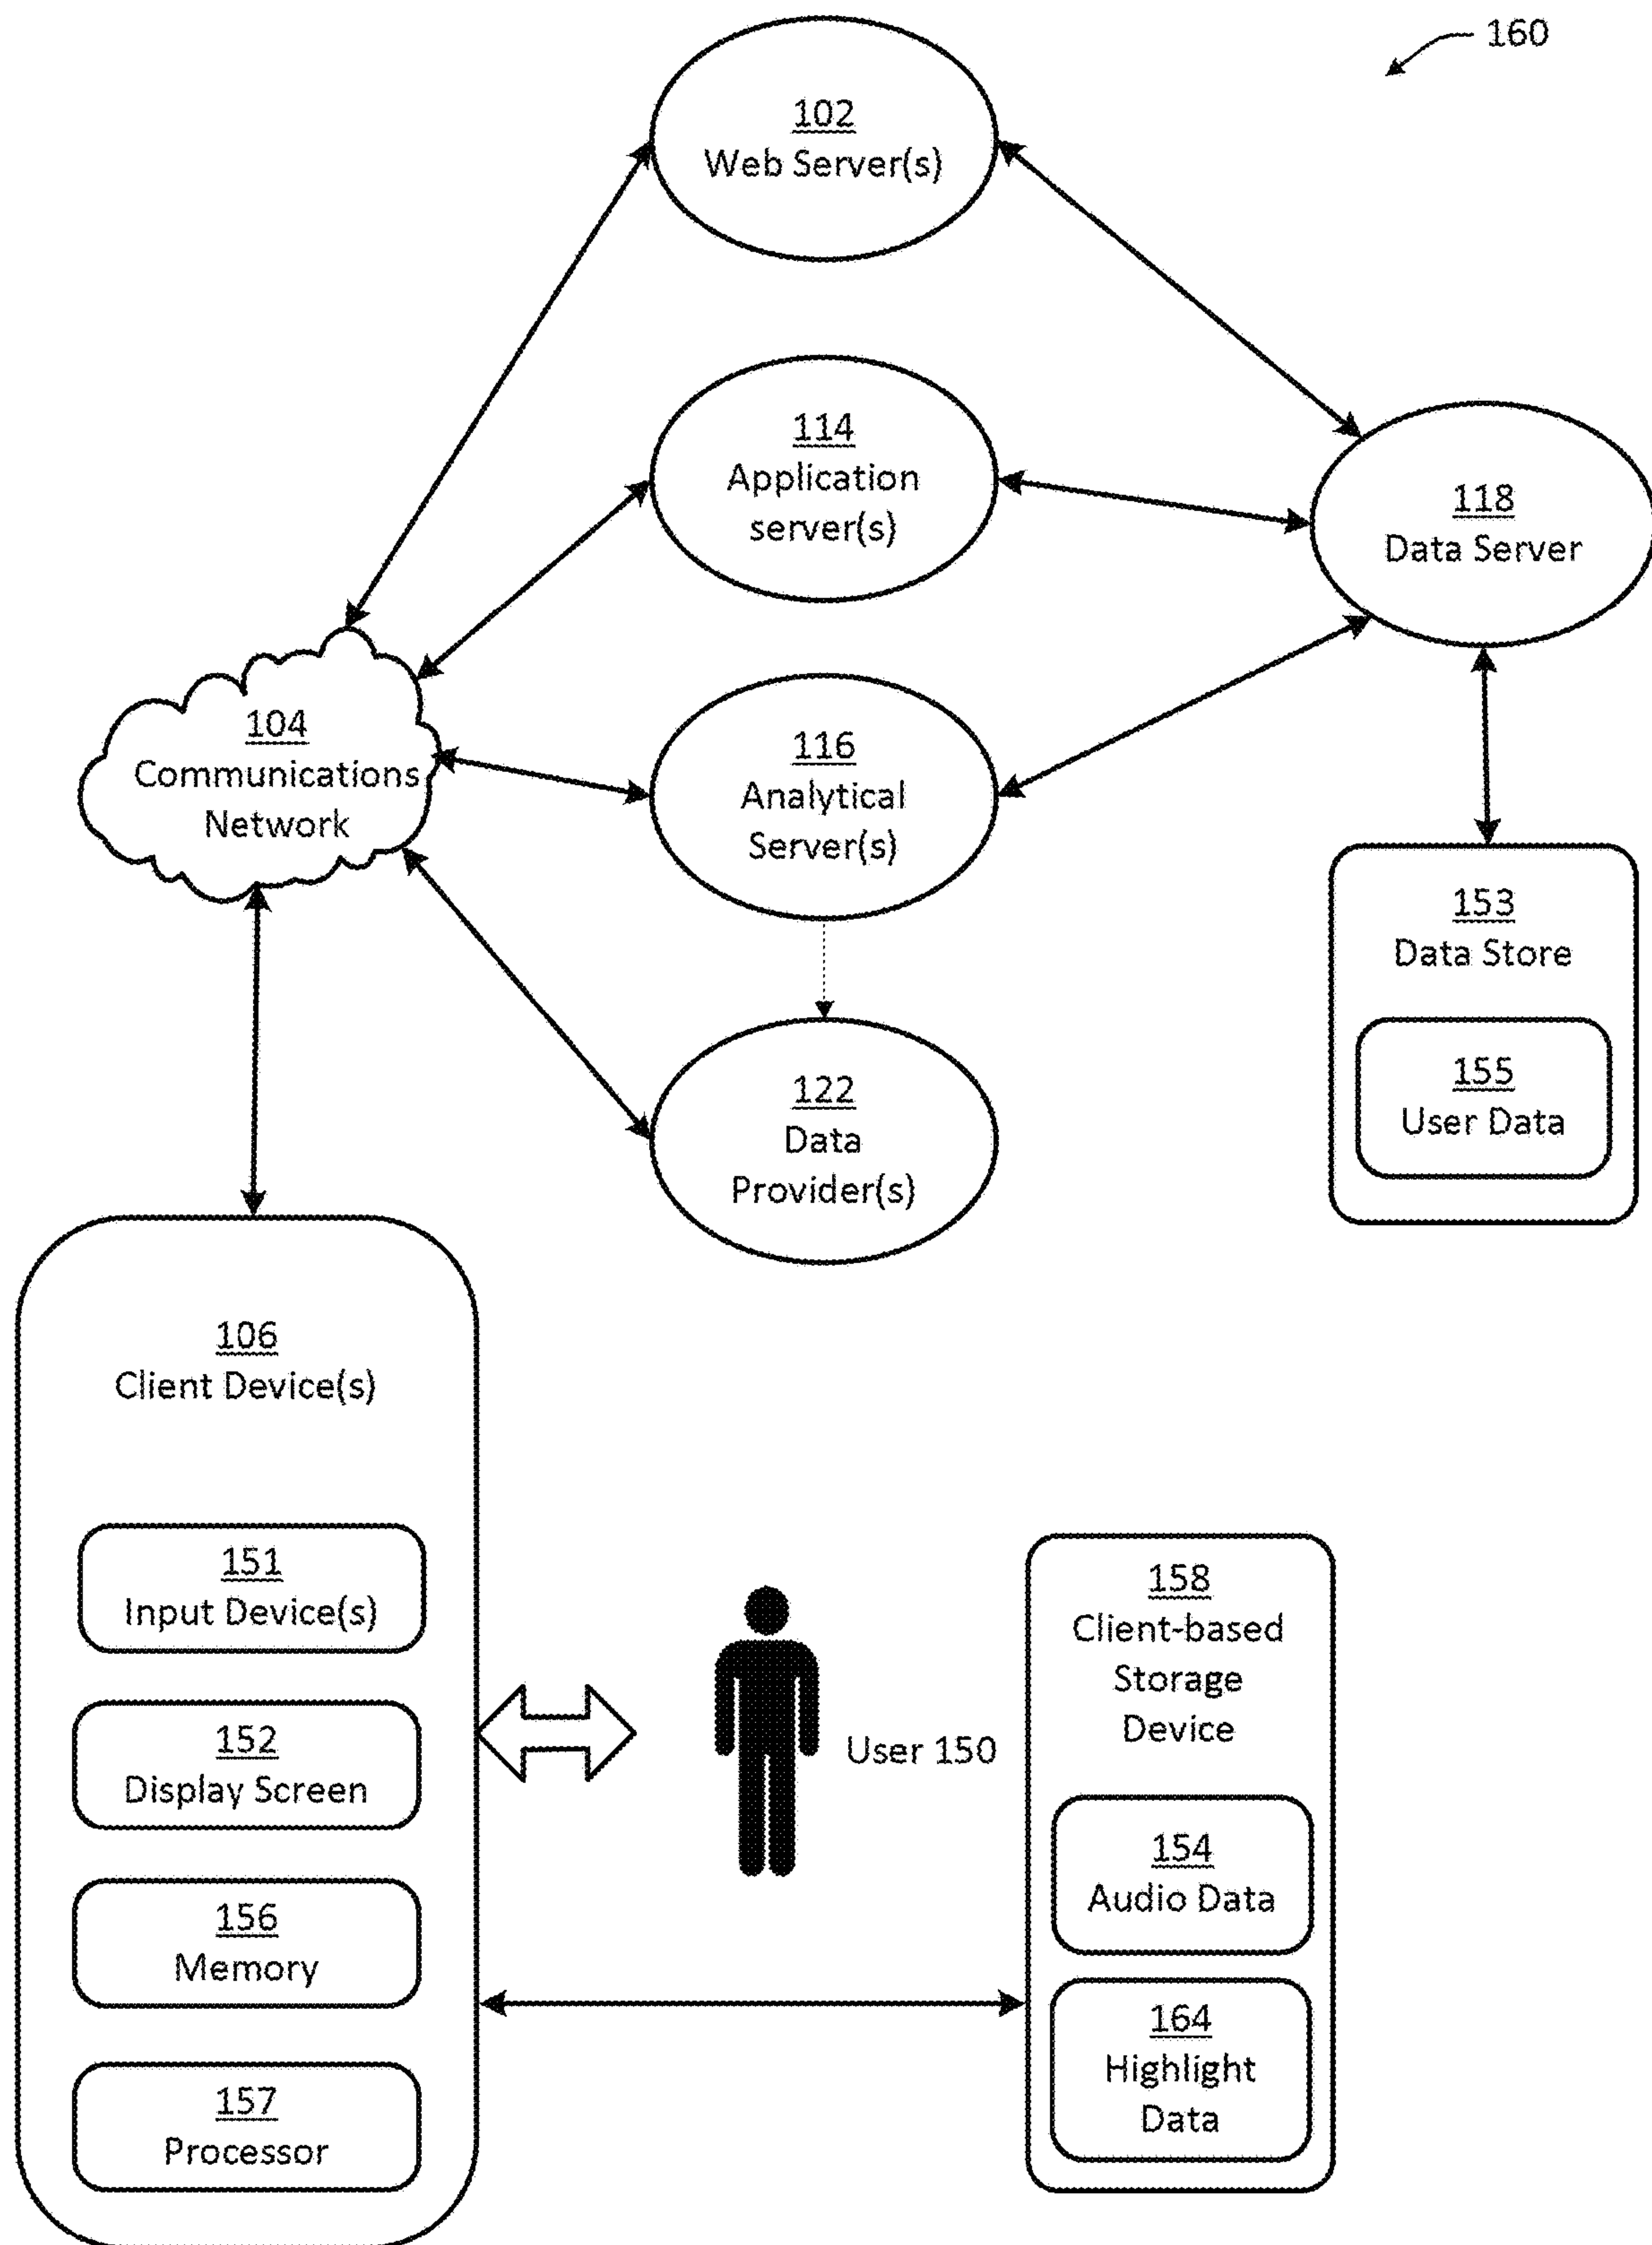 160
102
Web Server(s)
114
Application
server(s)
118
Data Server
104
Communications
Network
116
Analytical
Server(s)
153
Data Store
155
User Data
122
Data
Provider(s)
106
Client Device(s)
151
Input Device(s)
152
Display Screen
156
Memory
157
Processor
User 150
158
Client-based
Storage
Device
154
Audio Data
164
Highlight
Data